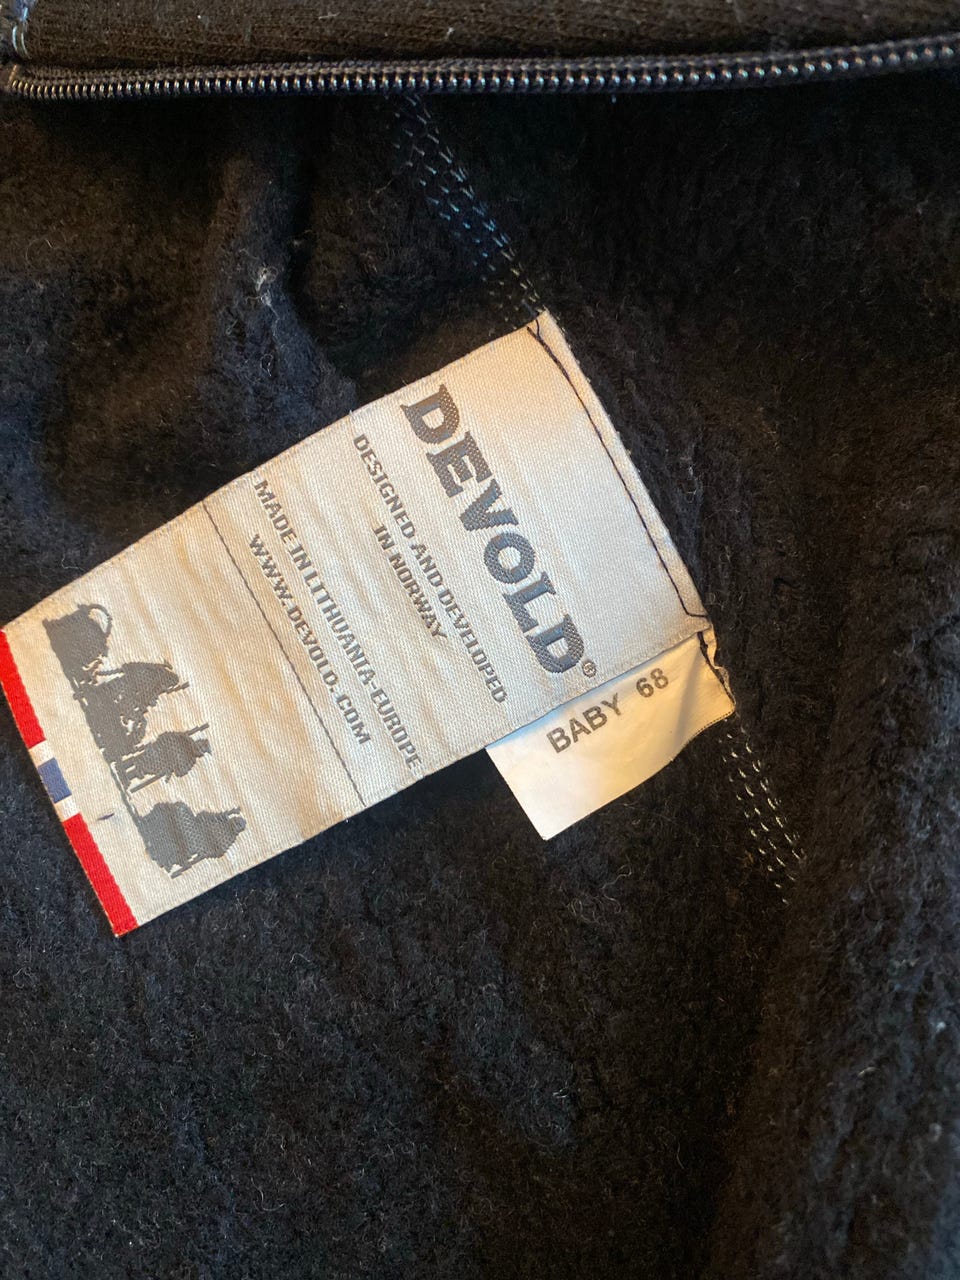 DEVOLD®
DESIGNED AND DEVELOPED
IN NORWAY
MADE IN LITHUANIA-EUROPE
WWW.DEVOLD.COM
BABY 68